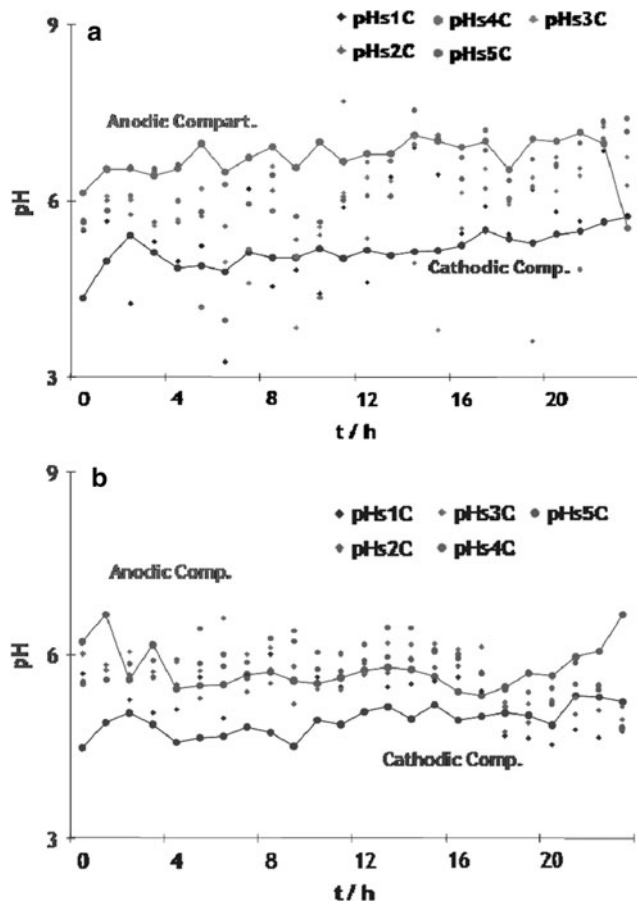 a
9
pHs1C pHs4C pHs3C
pHs2C pHs5C
Anodic Compart.
6
pH
Cathodic Comp.
3
0 4 8 12 16 20
t / h
b
9
pHs1C pHs3C pHs5C
pHs2C pHs4C
Anodic Comp.
6
pH
Cathodic Comp.
3
0 4 8 12 16 20
t / h